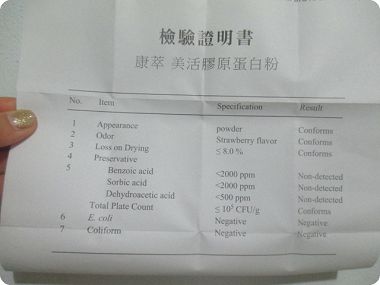 檢驗證明書
康萃 美活膠原蛋白粉
No. Item Specification Result
1 Appearance powder Conforms
2 Odor Strawberry flavor Conforms
3 Loss on Drying ≤ 8.0 % Conforms
4 Preservative
5 Benzoic acid <2000 ppm Non-detected
Sorbic acid <2000 ppm Non-detected
Dehydroacetic acid <500 ppm Non-detected
Total Plate Count ≤ 10⁵ CFU/g Conforms
6 E. coli Negative Negative
7 Coliform Negative Negative